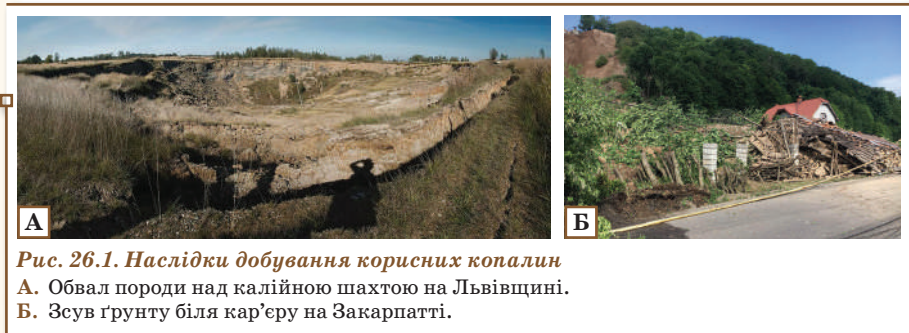 А
Б
Рис. 26.1. Наслідки добування корисних копалин
А. Обвал породи над калійною шахтою на Львівщині.
Б. Зсув ґрунту біля кар’єру на Закарпатті.